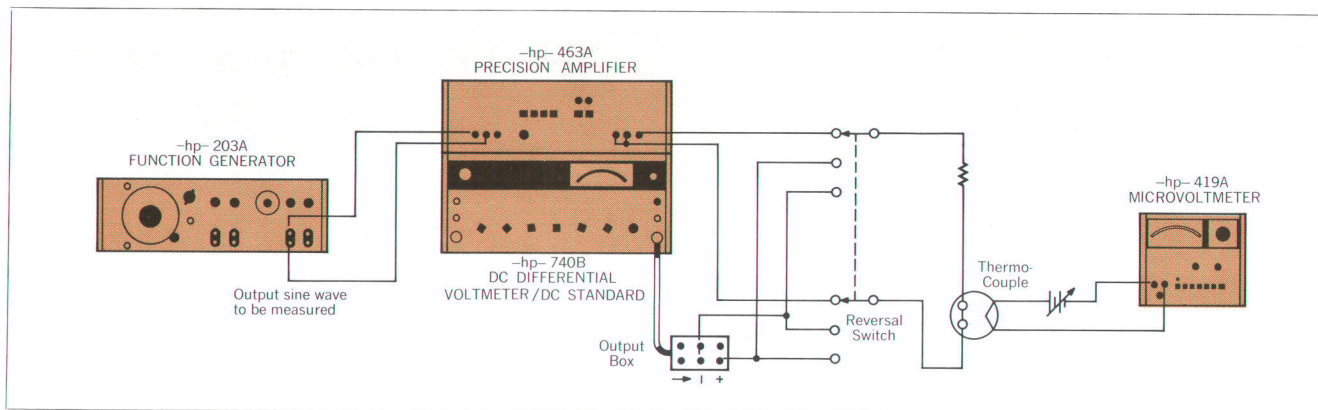 -hp- 463A
PRECISION AMPLIFIER
-hp- 203A
FUNCTION GENERATOR
-hp- 419A
MICROVOLTMETER
-hp- 740B
DC DIFFERENTIAL
VOLTMETER/DC STANDARD
Output sine wave
to be measured
Thermo-
Couple
Reversal
Switch
Output
Box
→ I +